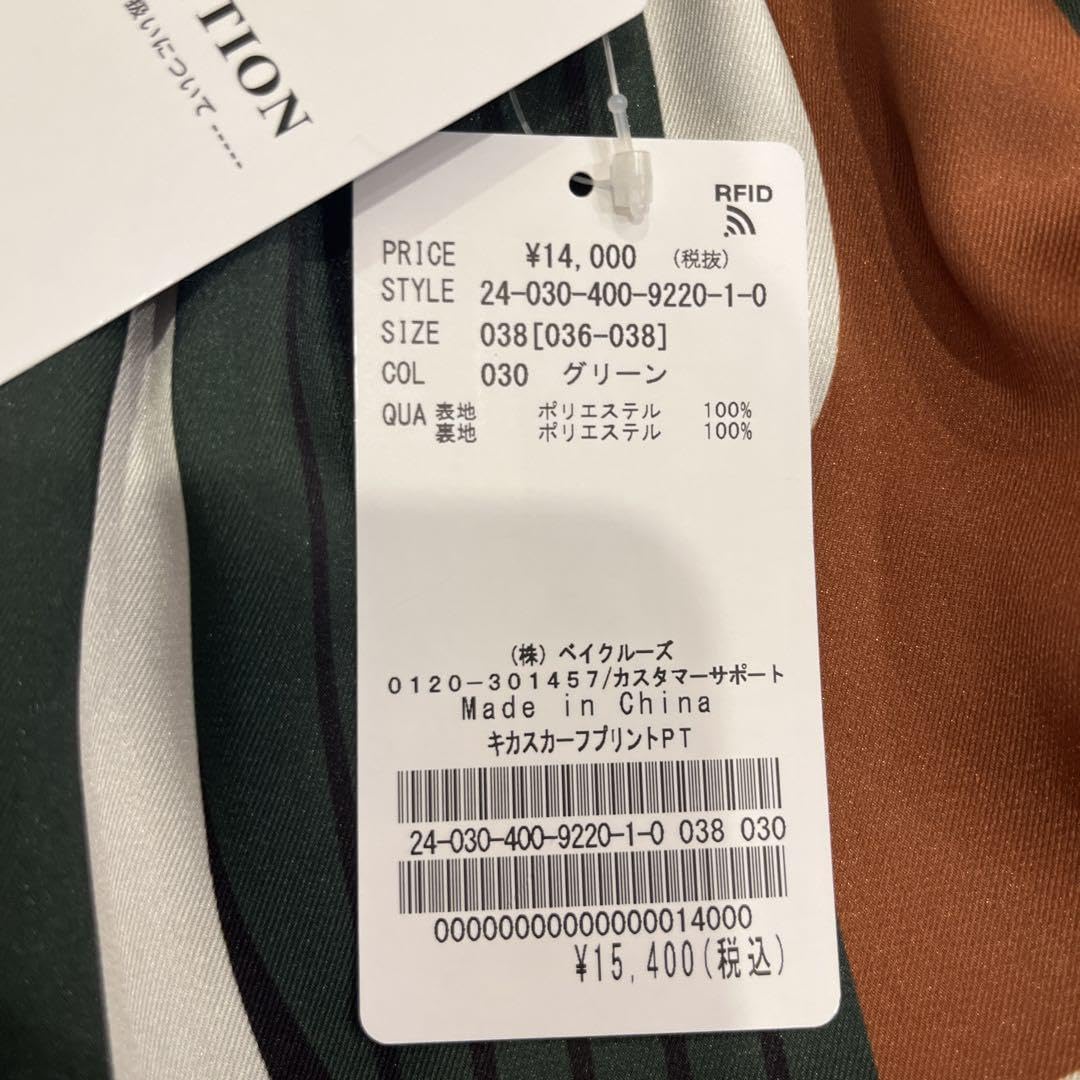 TION
扱いについて -----
RFID
PRICE ¥14,000 (税抜)
STYLE 24-030-400-9220-1-0
SIZE 038[036-038]
COL 030 グリーン
QUA 表地 ポリエステル 100%
裏地 ポリエステル 100%
(株) ベイクルーズ
0120-301457/カスタマーサポート
Made in China
キカスカーフプリントPT
24-030-400-9220-1-0 038 030
00000000000000014000
¥15,400(税込)